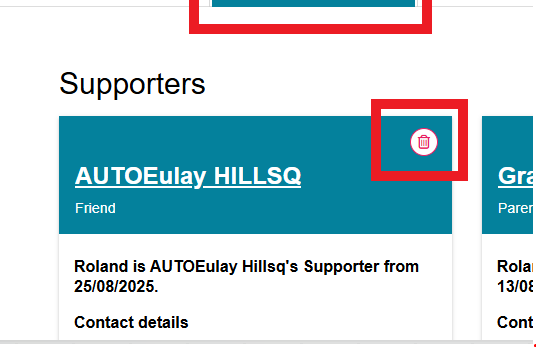 Supporters
AUTOEulay HILLSQ
Friend
Roland is AUTOEulay Hillsq's Supporter from
25/08/2025.
Contact details